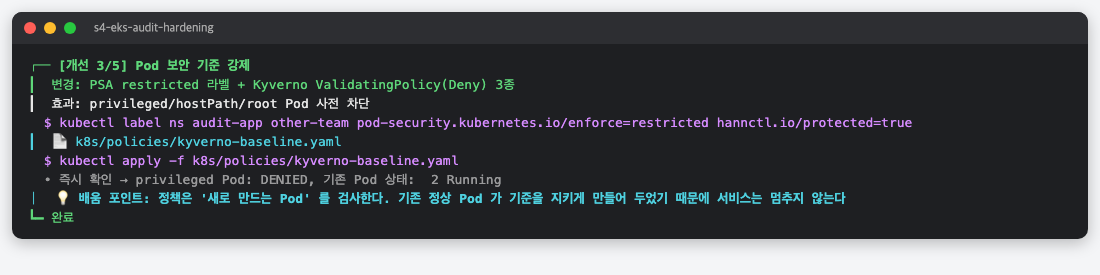 s4-eks-audit-hardening
[개선 3/5] Pod 보안 기준 강제
변경: PSA restricted 라벨 + Kyverno ValidatingPolicy(Deny) 3종
효과: privileged/hostPath/root Pod 사전 차단
$ kubectl label ns audit-app other-team pod-security.kubernetes.io/enforce=restricted hannctl.io/protected=true
📄 k8s/policies/kyverno-baseline.yaml
$ kubectl apply -f k8s/policies/kyverno-baseline.yaml
• 즉시 확인 → privileged Pod: DENIED, 기존 Pod 상태:  2 Running
💡 배움 포인트: 정책은 '새로 만드는 Pod' 를 검사한다. 기존 정상 Pod 가 기준을 지키게 만들어 두었기 때문에 서비스는 멈추지 않는다
완료